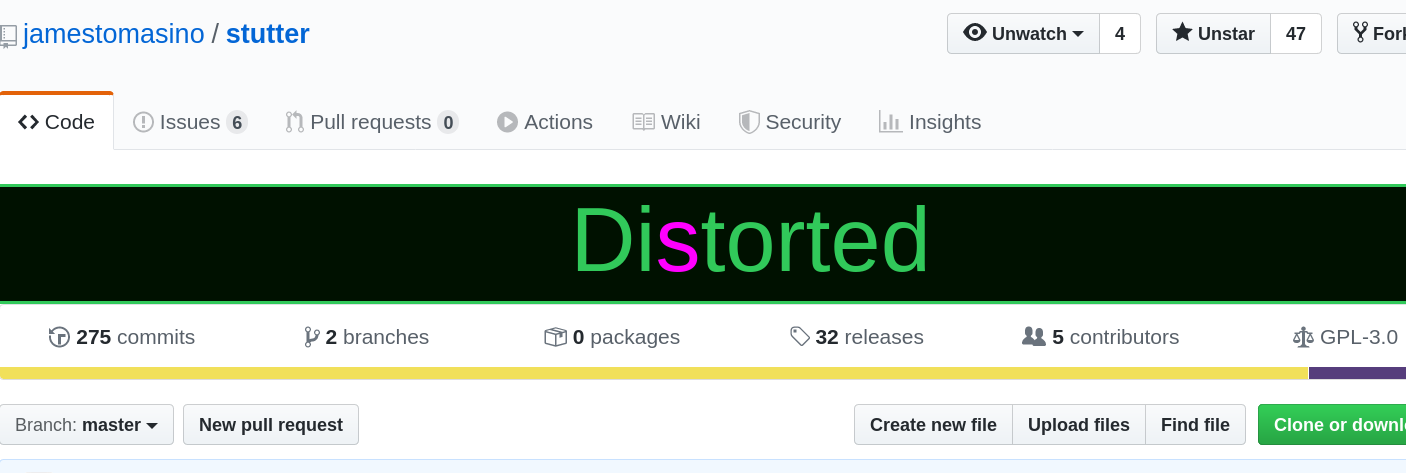 jamestomasino / stutter Unwatch 4 Unstar 47 Fork
Code Issues 6 Pull requests 0 Actions Wiki Security Insights
Distorted
275 commits 2 branches 0 packages 32 releases 5 contributors GPL-3.0
Branch: master New pull request Create new file Upload files Find file Clone or downl